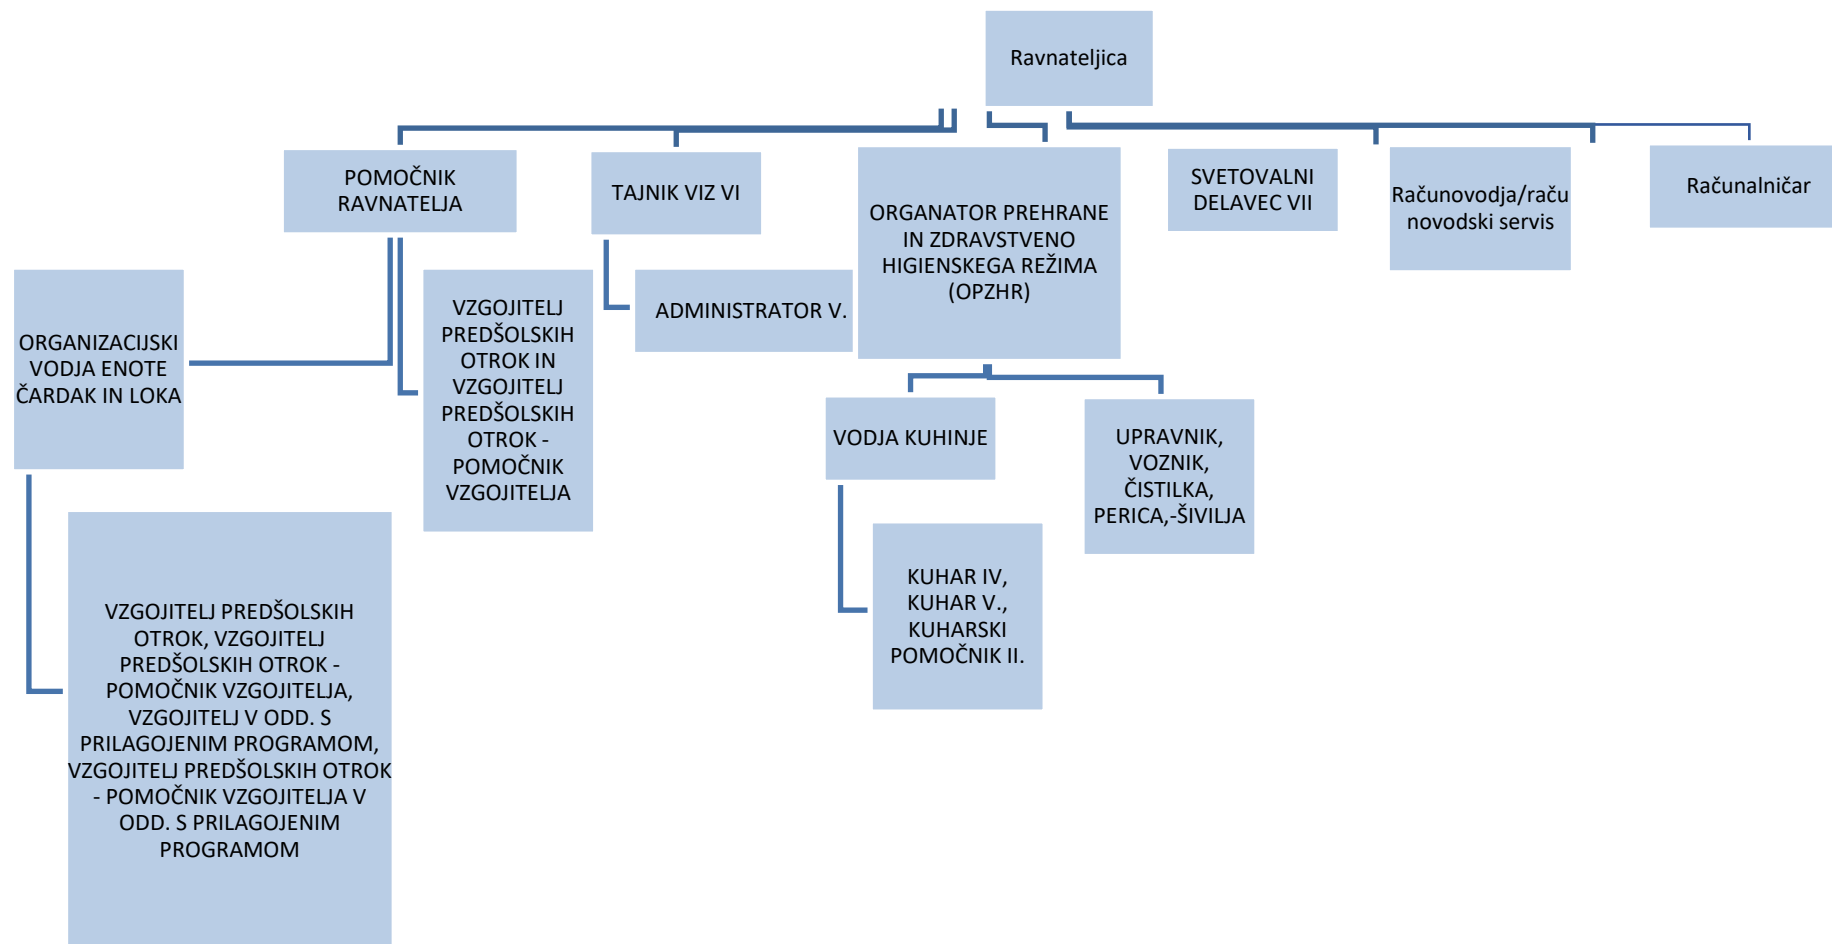 Ravnateljica
POMOČNIK
RAVNATELJA
TAJNIK VIZ VI
ORGANATOR PREHRANE
IN ZDRAVSTVENO
HIGIENSKEGA REŽIMA
(OPZHR)
SVETOVALNI
DELAVEC VII
Računovodja/raču
novodski servis
Računalničar
ORGANIZACIJSKI
VODJA ENOTE
ČARDAK IN LOKA
VZGOJITELJ
PREDŠOLSKIH
OTROK IN
VZGOJITELJ
PREDŠOLSKIH
OTROK -
POMOČNIK
VZGOJITELJA
ADMINISTRATOR V.
VODJA KUHINJE
UPRAVNIK,
VOZNIK,
ČISTILKA,
PERICA,-ŠIVILJA
VZGOJITELJ PREDŠOLSKIH
OTROK, VZGOJITELJ
PREDŠOLSKIH OTROK -
POMOČNIK VZGOJITELJA,
VZGOJITELJ V ODD. S
PRILAGOJENIM PROGRAMOM,
VZGOJITELJ PREDŠOLSKIH OTROK
- POMOČNIK VZGOJITELJA V
ODD. S PRILAGOJENIM
PROGRAMOM
KUHAR IV,
KUHAR V.,
KUHARSKI
POMOČNIK II.